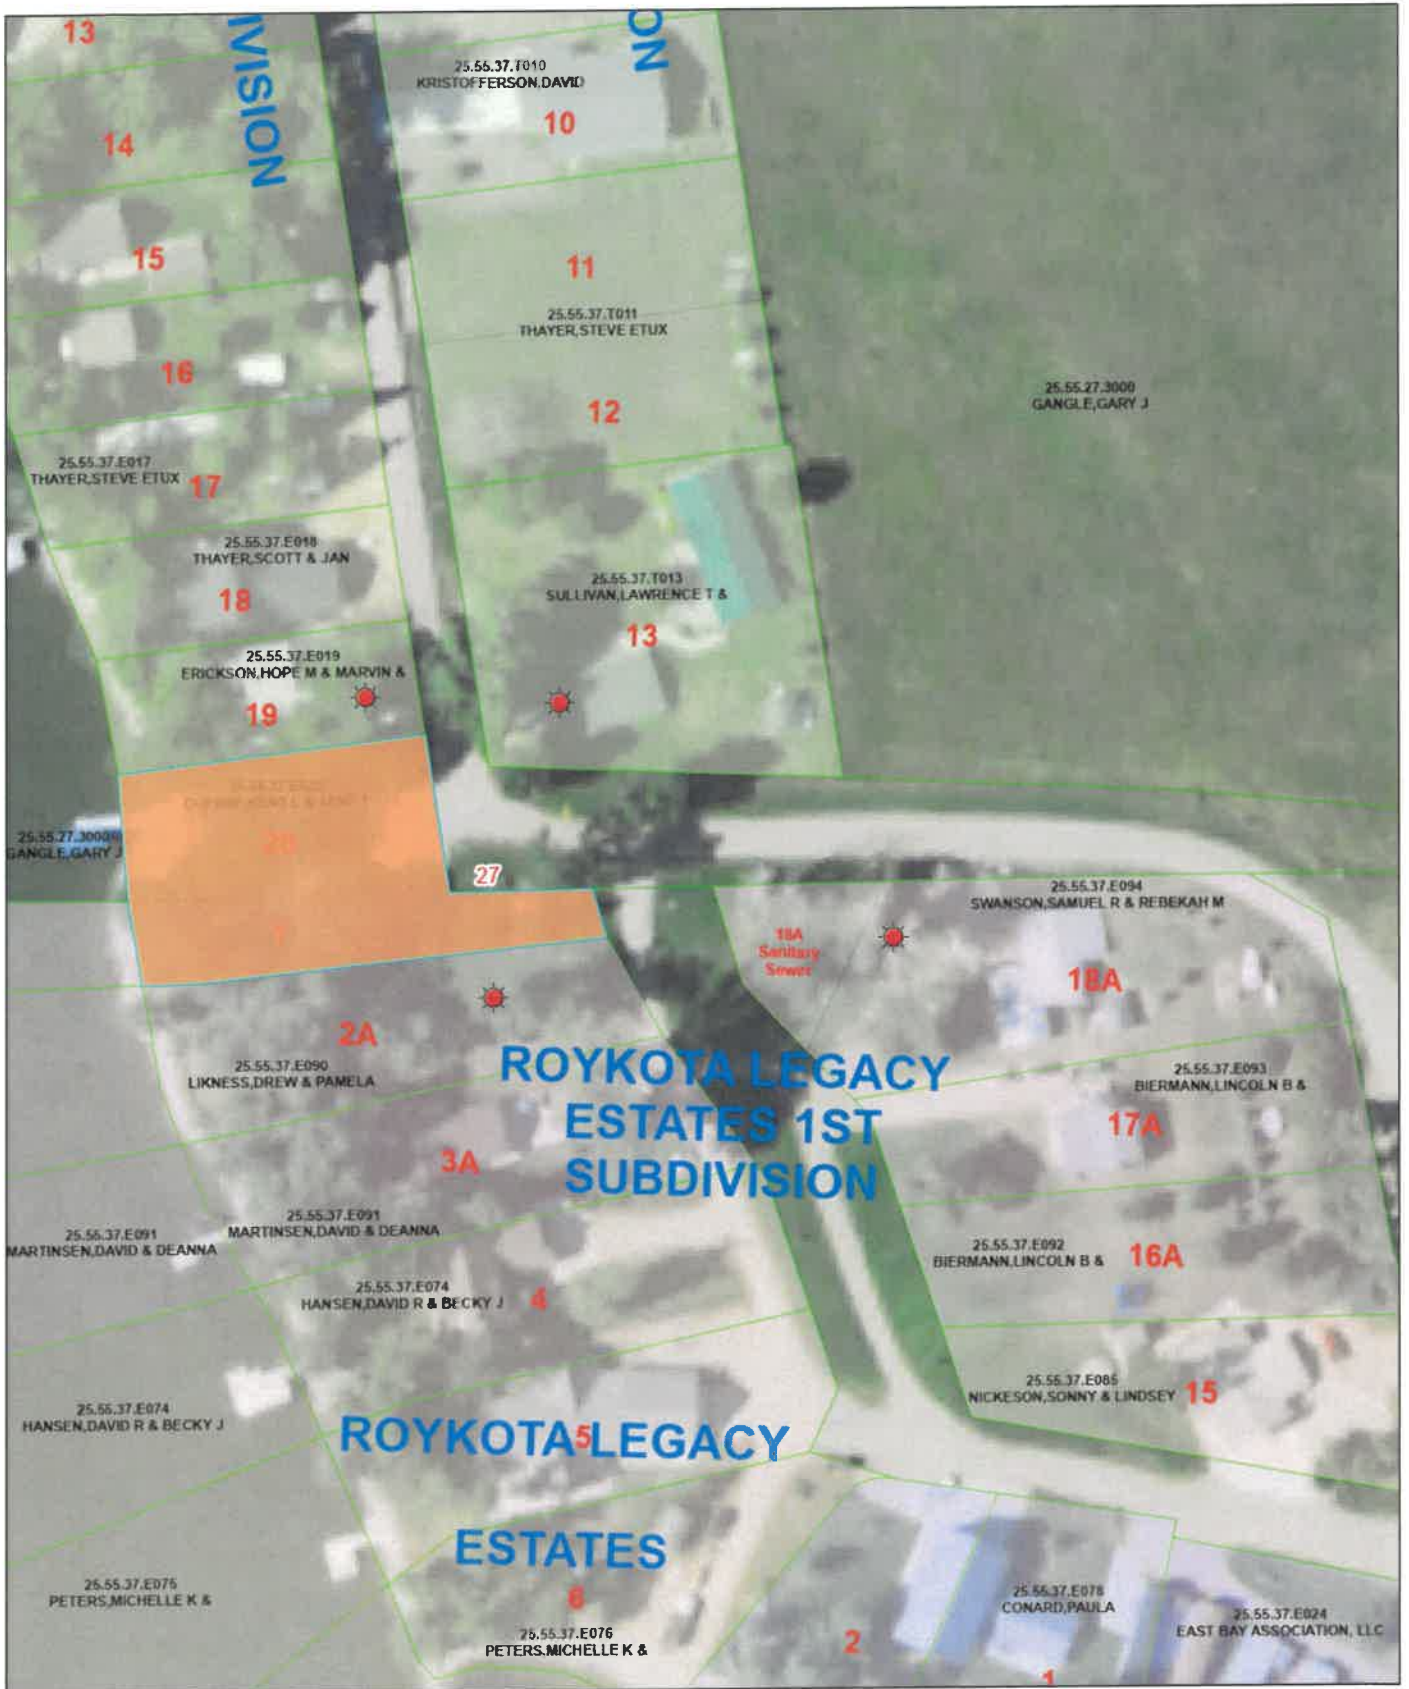 13
IVISION
NO
25.55.37.T010
KRISTOFFERSON,DAVID
10
14
15
11
25.55.37.T011
THAYER,STEVE ETUX
16
12
25.55.27.3000
GANGLE,GARY J
25.55.37.E017
THAYER,STEVE ETUX
17
25.55.37.E018
THAYER,SCOTT & JAN
18
25.55.37.T013
SULLIVAN,LAWRENCE T &
13
25.55.37.E019
ERICKSON,HOPE M & MARVIN &
19
25.55.27.3000
GANGLE,GARY J
20
27
1
25.55.37.E094
SWANSON,SAMUEL R & REBEKAH M
18A
Sanitary
Sewer
18A
2A
25.55.37.E090
LIKNESS,DREW & PAMELA
ROYKOTA LEGACY
ESTATES 1ST
SUBDIVISION
25.55.37.E093
BIERMANN,LINCOLN B &
17A
3A
25.55.37.E091
MARTINSEN,DAVID & DEANNA
25.55.37.E091
MARTINSEN,DAVID & DEANNA
25.55.37.E092
BIERMANN,LINCOLN B &
16A
25.55.37.E074
HANSEN,DAVID R & BECKY J
4
25.55.37.E085
NICKESON,SONNY & LINDSEY
15
25.55.37.E074
HANSEN,DAVID R & BECKY J
ROYKOTA LEGACY
5
ESTATES
25.55.37.E075
PETERS,MICHELLE K &
6
25.55.37.E076
PETERS,MICHELLE K &
2
25.55.37.E078
CONARD,PAULA
1
25.55.37.E024
EAST BAY ASSOCIATION, LLC